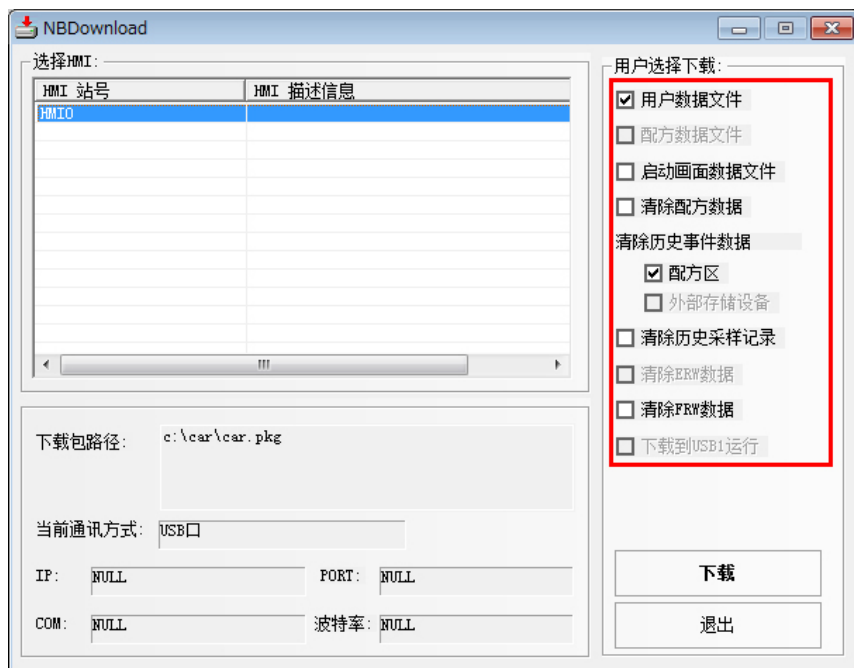 NBDownload
选择HMI:
HMI 站号 HMI 描述信息
HMI0
下载包路径: c:\car\car.pkg
当前通讯方式: USB口
IP: NULL PORT: NULL
COM: NULL 波特率: NULL
用户选择下载:
用户数据文件
配方数据文件
启动画面数据文件
清除配方数据
清除历史事件数据
配方区
外部存储设备
清除历史采样记录
清除ERW数据
清除FRW数据
下载到USB1运行
下载
退出